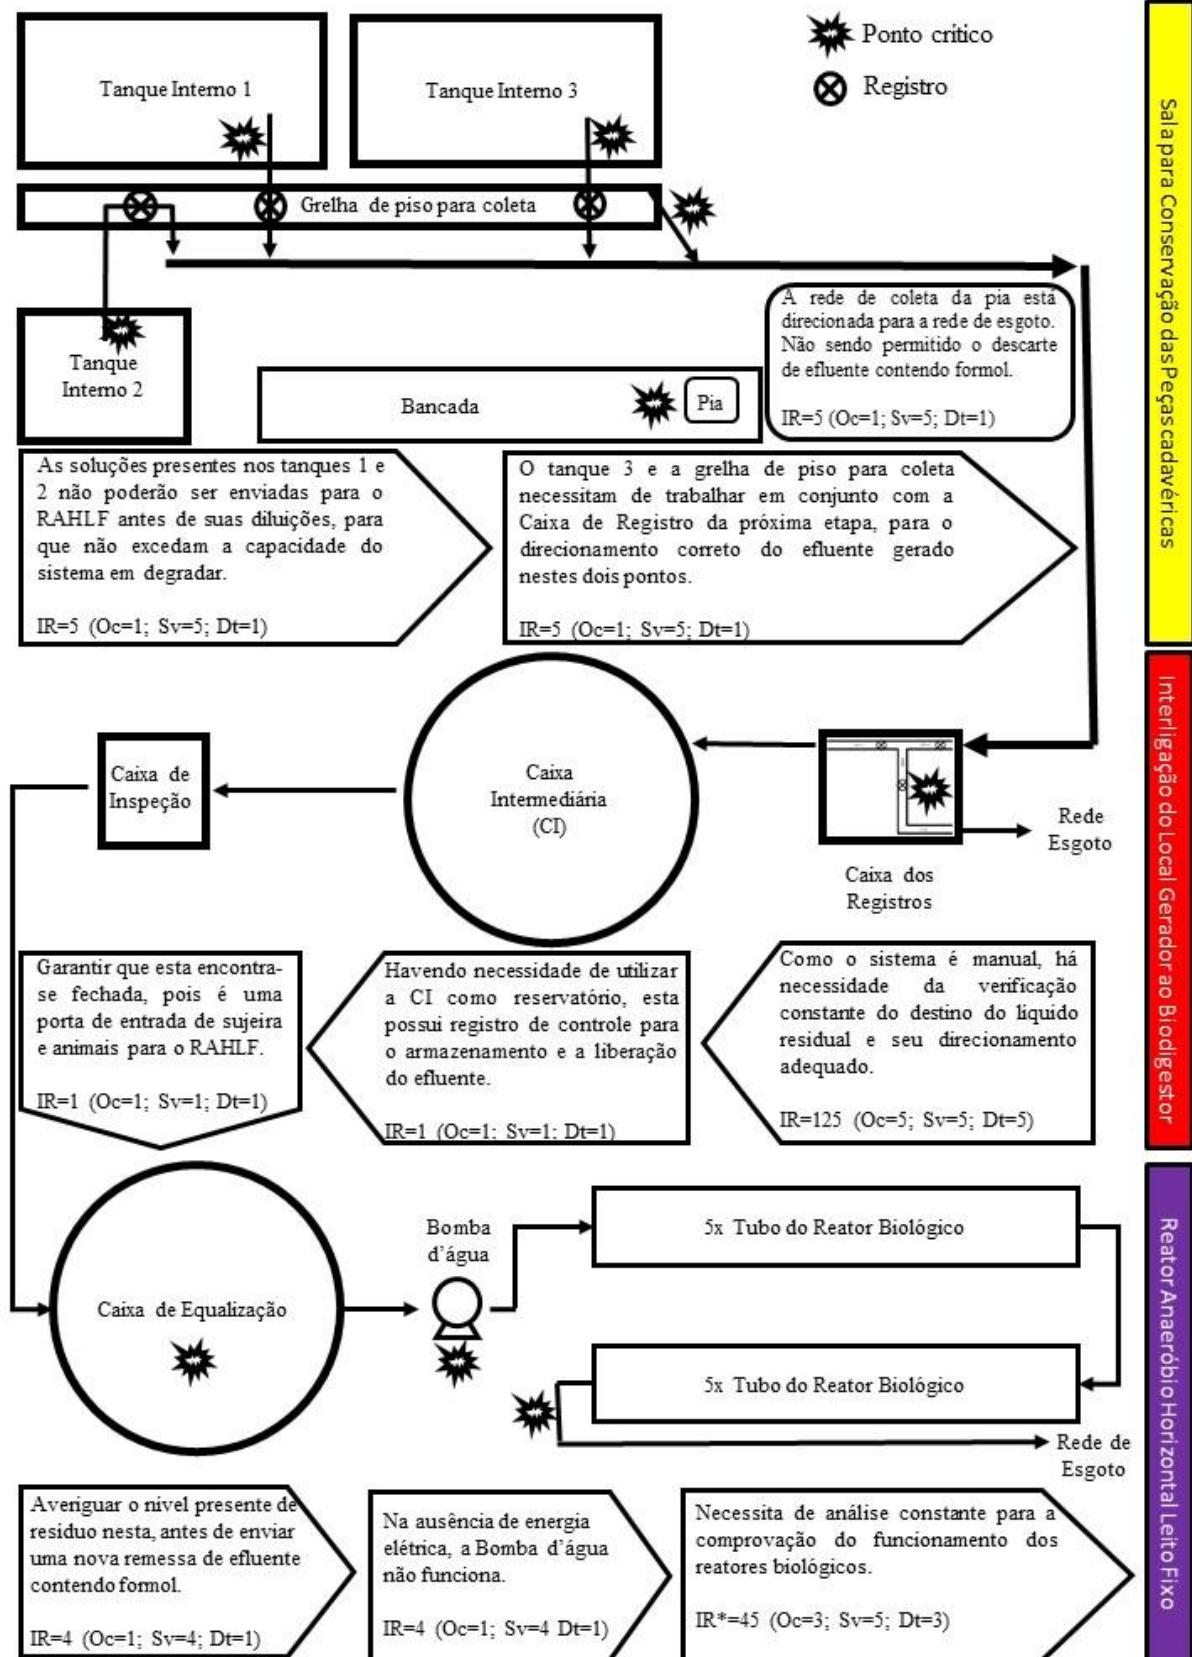 Ponto crítico
Registro
Tanque Interno 1
Tanque Interno 3
Grelha de piso para coleta
Tanque
Interno 2
Bancada
Pia
A rede de coleta da pia está
direcionada para a rede de esgoto.
Não sendo permitido o descarte
de efluente contendo formol.
IR=5 (Oc=1; Sv=5; Dt=1)
As soluções presentes nos tanques 1 e
2 não poderão ser enviadas para o
RAHLF antes de suas diluições, para
que não excedam a capacidade do
sistema em degradar.
IR=5 (Oc=1; Sv=5; Dt=1)
O tanque 3 e a grelha de piso para coleta
necessitam de trabalhar em conjunto com a
Caixa de Registro da próxima etapa, para o
direcionamento correto do efluente gerado
nestes dois pontos.
IR=5 (Oc=1; Sv=5; Dt=1)
Sala para Conservação das Peças cadavéricas
Caixa de
Inspeção
Caixa
Intermediária
(CI)
Caixa dos
Registros
Rede
Esgoto
Garantir que esta encontra-
se fechada, pois é uma
porta de entrada de sujeira
e animais para o RAHLF.
IR=1 (Oc=1; Sv=1; Dt=1)
Havendo necessidade de utilizar
a CI como reservatório, esta
possui registro de controle para
o armazenamento e a liberação
do efluente.
IR=1 (Oc=1; Sv=1; Dt=1)
Como o sistema é manual, há
necessidade da verificação
constante do destino do líquido
residual e seu direcionamento
adequado.
IR=125 (Oc=5; Sv=5; Dt=5)
Interligação do Local Gerador ao Biodigestor
Caixa de Equalização
Bomba
d'água
5x Tubo do Reator Biológico
5x Tubo do Reator Biológico
Rede de
Esgoto
Averiguar o nível presente de
resíduo nesta, antes de enviar
uma nova remessa de efluente
contendo formol.
IR=4 (Oc=1; Sv=4; Dt=1)
Na ausência de energia
elétrica, a Bomba d'água
não funciona.
IR=4 (Oc=1; Sv=4 Dt=1)
Necessita de análise constante para a
comprovação do funcionamento dos
reatores biológicos.
IR*=45 (Oc=3; Sv=5; Dt=3)
Reator Anaeróbio Horizontal Leito Fixo